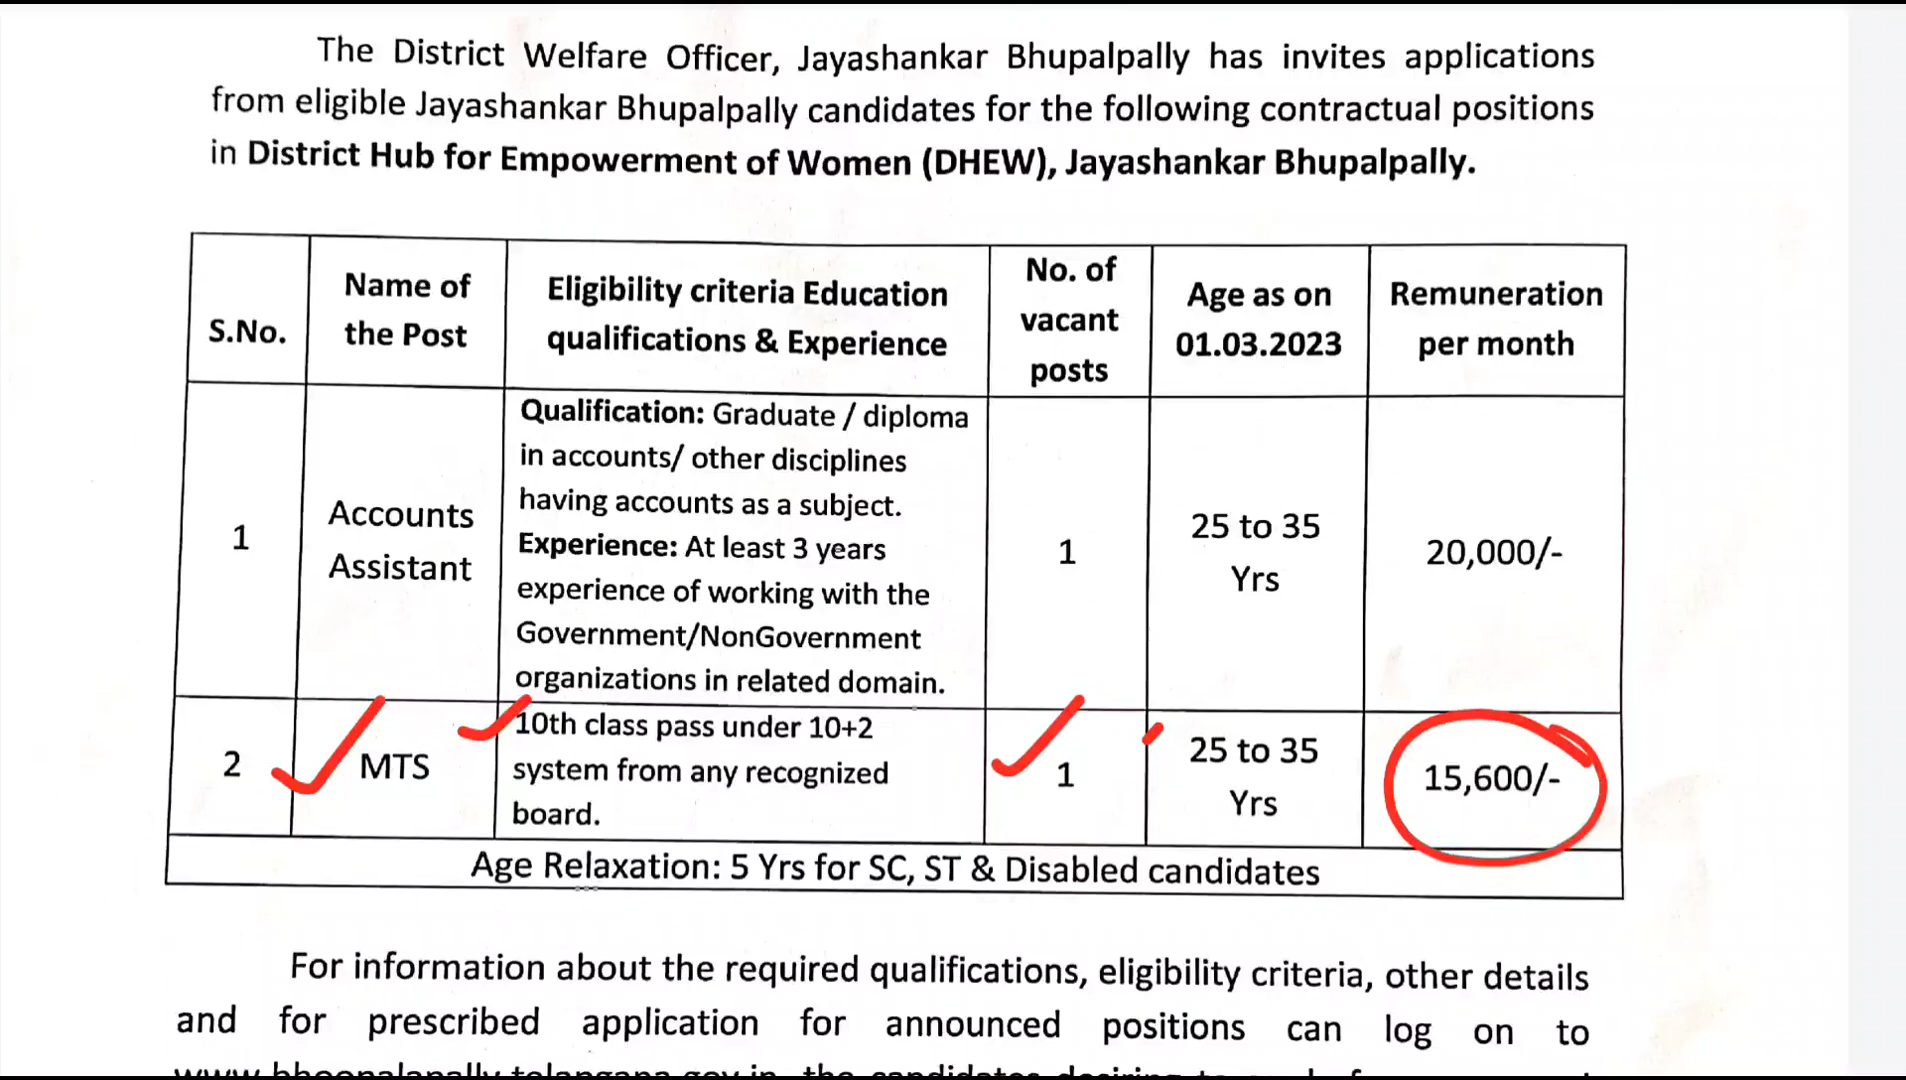 The District Welfare Officer, Jayashankar Bhupalpally has invites applications
from eligible Jayashankar Bhupalpally candidates for the following contractual positions
in District Hub for Empowerment of Women (DHEW), Jayashankar Bhupalpally.
S.No.
Name of
the Post
Eligibility criteria Education
qualifications & Experience
No. of
vacant
posts
Age as on
01.03.2023
Remuneration
per month
1
Accounts
Assistant
Qualification: Graduate / diploma
in accounts/ other disciplines
having accounts as a subject.
Experience: At least 3 years
experience of working with the
Government/NonGovernment
organizations in related domain.
1
25 to 35
Yrs
20,000/-
2
MTS
10th class pass under 10+2
system from any recognized
board.
1
25 to 35
Yrs
15,600/-
Age Relaxation: 5 Yrs for SC, ST & Disabled candidates
For information about the required qualifications, eligibility criteria, other details
and for prescribed application for announced positions can log on to
the candidates